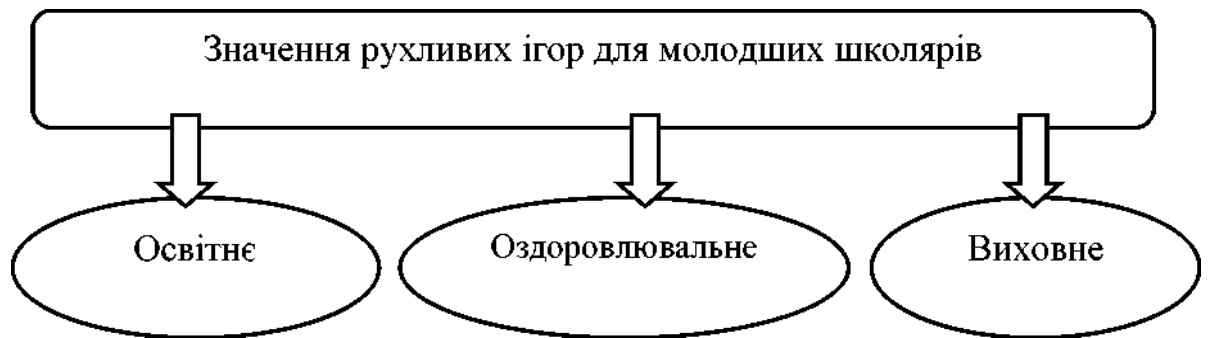 Значення рухливих ігор для молодших школярів
Освітнє
Оздоровлювальне
Виховне